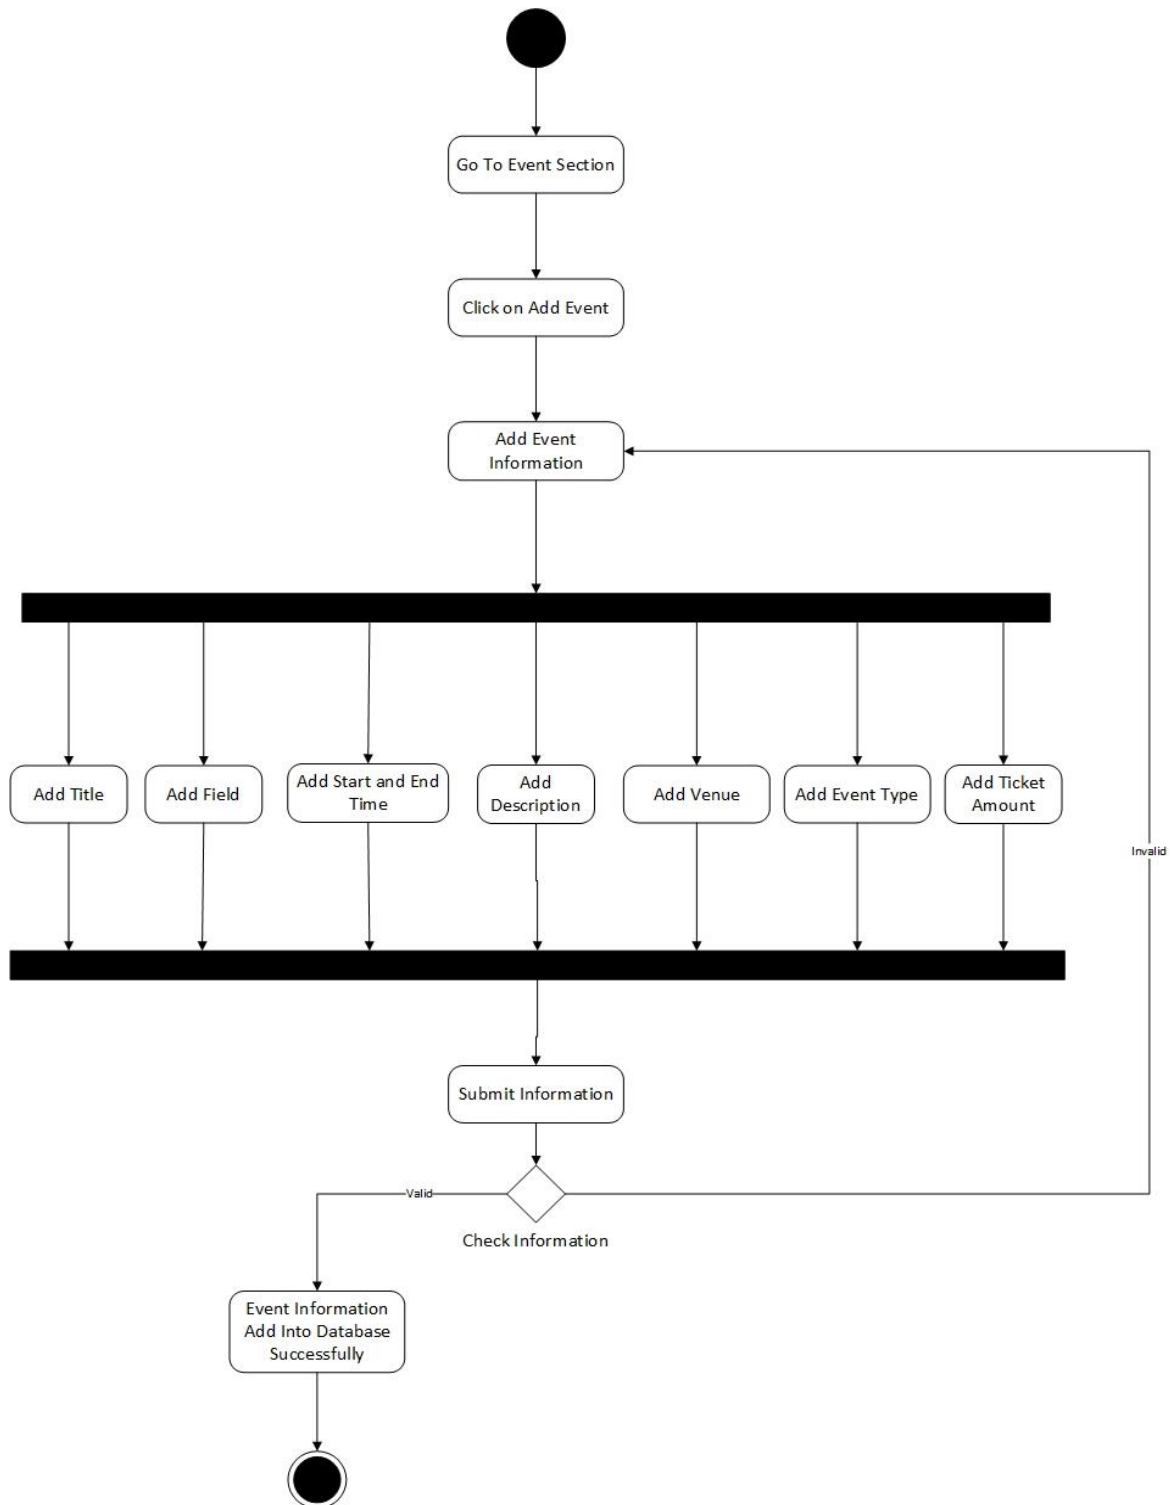 Go To Event Section
Click on Add Event
Add Event
Information
Add Title
Add Field
Add Start and End
Time
Add
Description
Add Venue
Add Event Type
Add Ticket
Amount
Invalid
Submit Information
Valid
Check Information
Event Information
Add Into Database
Successfully